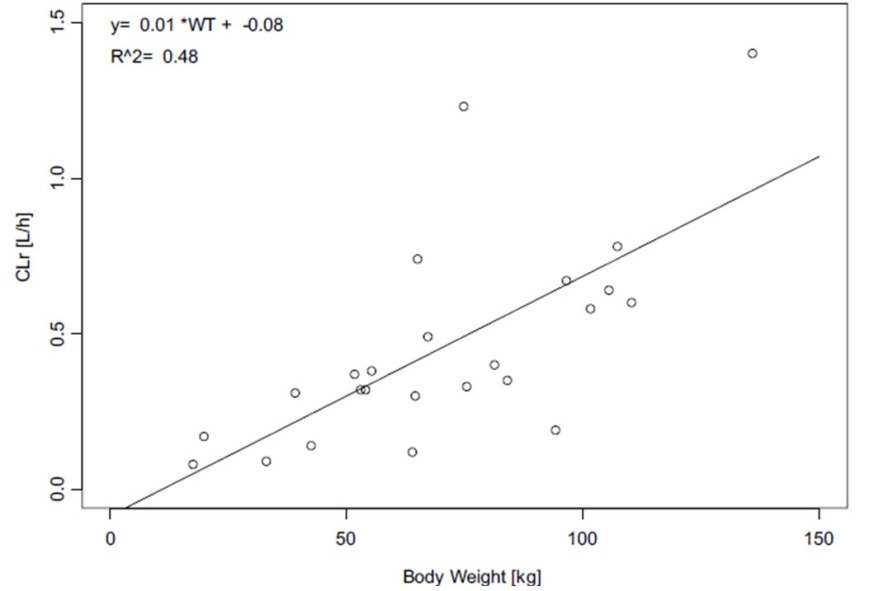 y= 0.01 *WT + -0.08
R^2= 0.48
1.5
1.0
0.5
0.0
CLr [L/h]
0 50 100 150
Body Weight [kg]